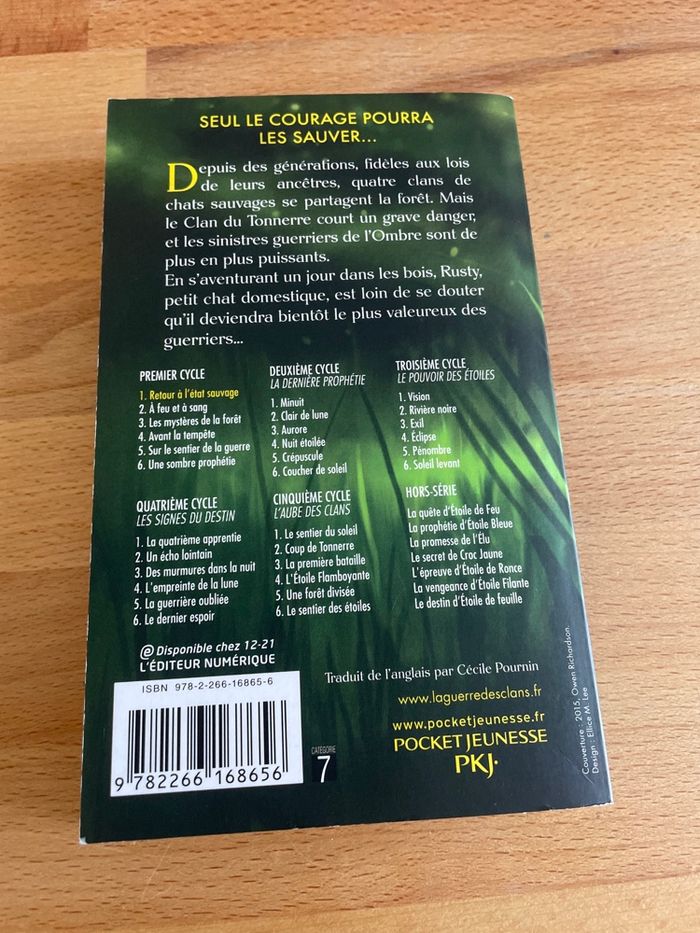 SEUL LE COURAGE POURRA
LES SAUVER...
Depuis des générations, fidèles aux lois
de leurs ancêtres, quatre clans de
chats sauvages se partagent la forêt. Mais
le Clan du Tonnerre court un grave danger,
et les sinistres guerriers de l'Ombre sont de
plus en plus puissants.
En s'aventurant un jour dans les bois, Rusty,
petit chat domestique, est loin de se douter
qu'il deviendra bientôt le plus valeureux des
guerriers...
PREMIER CYCLE
1. Retour à l'état sauvage
2. À feu et à sang
3. Les mystères de la forêt
4. Avant la tempête
5. Sur le sentier de la guerre
6. Une sombre prophétie
DEUXIÈME CYCLE
LA DERNIÈRE PROPHÉTIE
1. Minuit
2. Clair de lune
3. Aurore
4. Nuit étoilée
5. Crépuscule
6. Coucher de soleil
TROISIÈME CYCLE
LE POUVOIR DES ÉTOILES
1. Vision
2. Rivière noire
3. Exil
4. Éclipse
5. Pénombre
6. Soleil levant
QUATRIÈME CYCLE
LES SIGNES DU DESTIN
1. La quatrième apprentie
2. Un écho lointain
3. Des murmures dans la nuit
4. L'empreinte de la lune
5. La guerrière oubliée
6. Le dernier espoir
CINQUIÈME CYCLE
L'AUBE DES CLANS
1. Le sentier du soleil
2. Coup de Tonnerre
3. La première bataille
4. L'Étoile Flamboyante
5. Une forêt divisée
6. Le sentier des étoiles
HORS-SÉRIE
La quête d'Étoile de Feu
La prophétie d'Étoile Bleue
La promesse de l'Élu
Le secret de Croc Jaune
L'épreuve d'Étoile de Ronce
La vengeance d'Étoile Filante
Le destin d'Étoile de feuille
@ Disponible chez 12-21
L'ÉDITEUR NUMÉRIQUE
ISBN 978-2-266-16865-6
9 782266 168656
CATÉGORIE
7
Traduit de l'anglais par Cécile Pournin
www.laguerredesclans.fr
www.pocketjeunesse.fr
POCKET JEUNESSE
PKJ·
Couverture : 2015, Owen Richardson.
Design : Ellice M. Lee